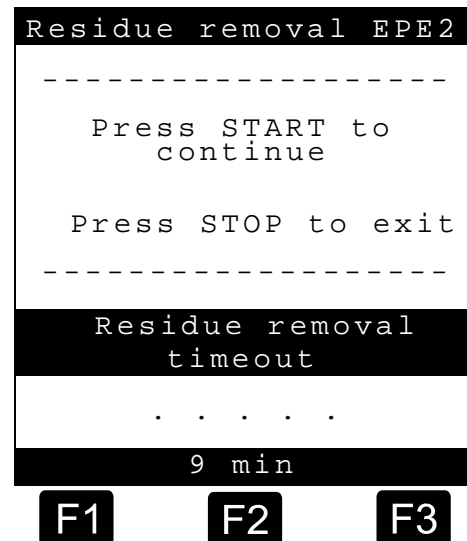 Residue removal EPE2
-------------------
Press START to
continue
Press STOP to exit
-------------------
Residue removal
timeout
. . . . .
9 min
F1 F2 F3